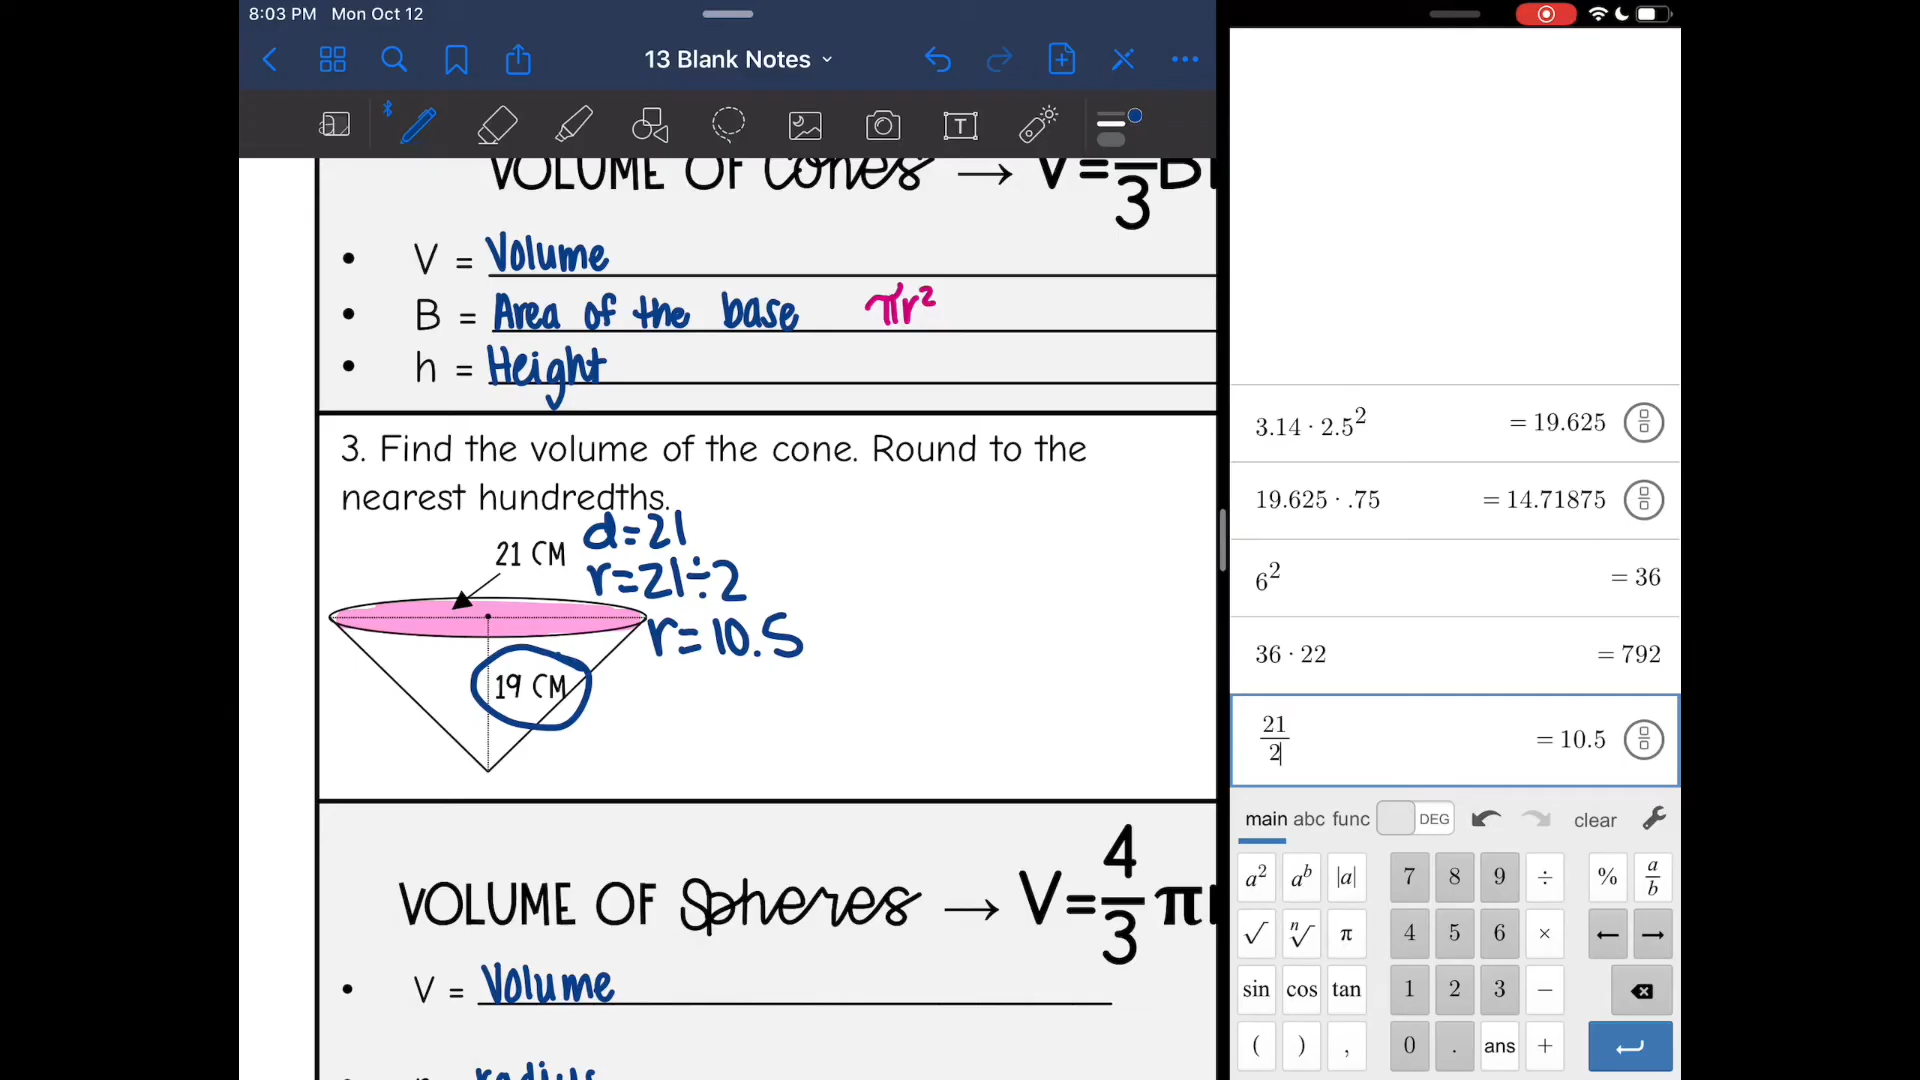 8:03 PM Mon Oct 12
13 Blank Notes
VOLUME OF Cones → V=
3
• V = Volume
• B = Area of the base πr²
• h = Height
3. Find the volume of the cone. Round to the
nearest hundredths.
21 CM
d=21
r=21÷2
r=10.5
19 CM
VOLUME OF Spheres → V=4/3 π
• V = Volume
radius
3.14 · 2.5² = 19.625
19.625 · .75 = 14.71875
6² = 36
36 · 22 = 792
21/2 = 10.5
main abc func DEG clear
a² aᵇ |a| 7 8 9 ÷ % a/b
√ ⁿ√ π 4 5 6 × ← →
sin cos tan 1 2 3 −
( ) , 0 . ans +